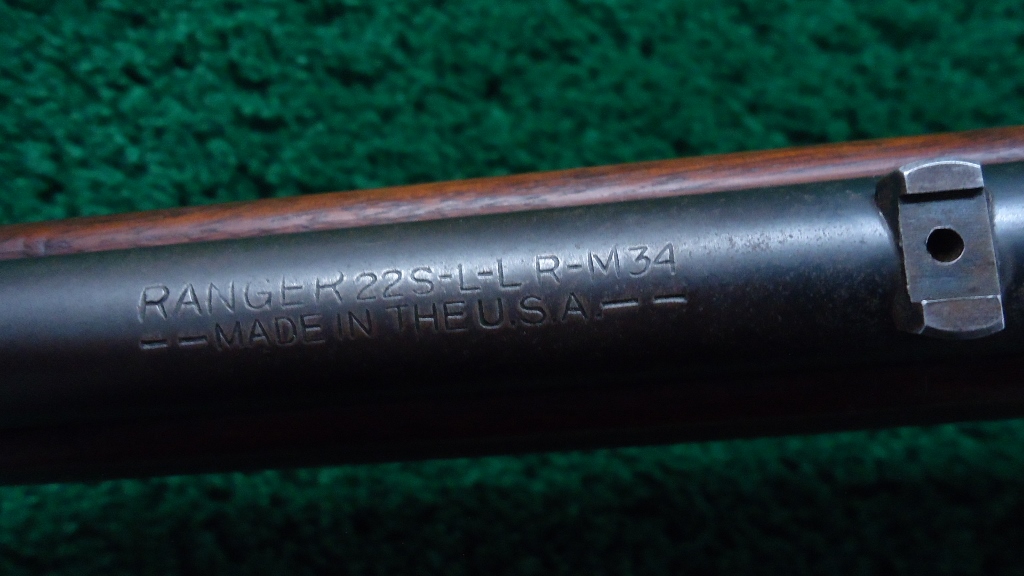 RANGER 22S-L-L R-M34
--MADE IN THE U.S.A.--